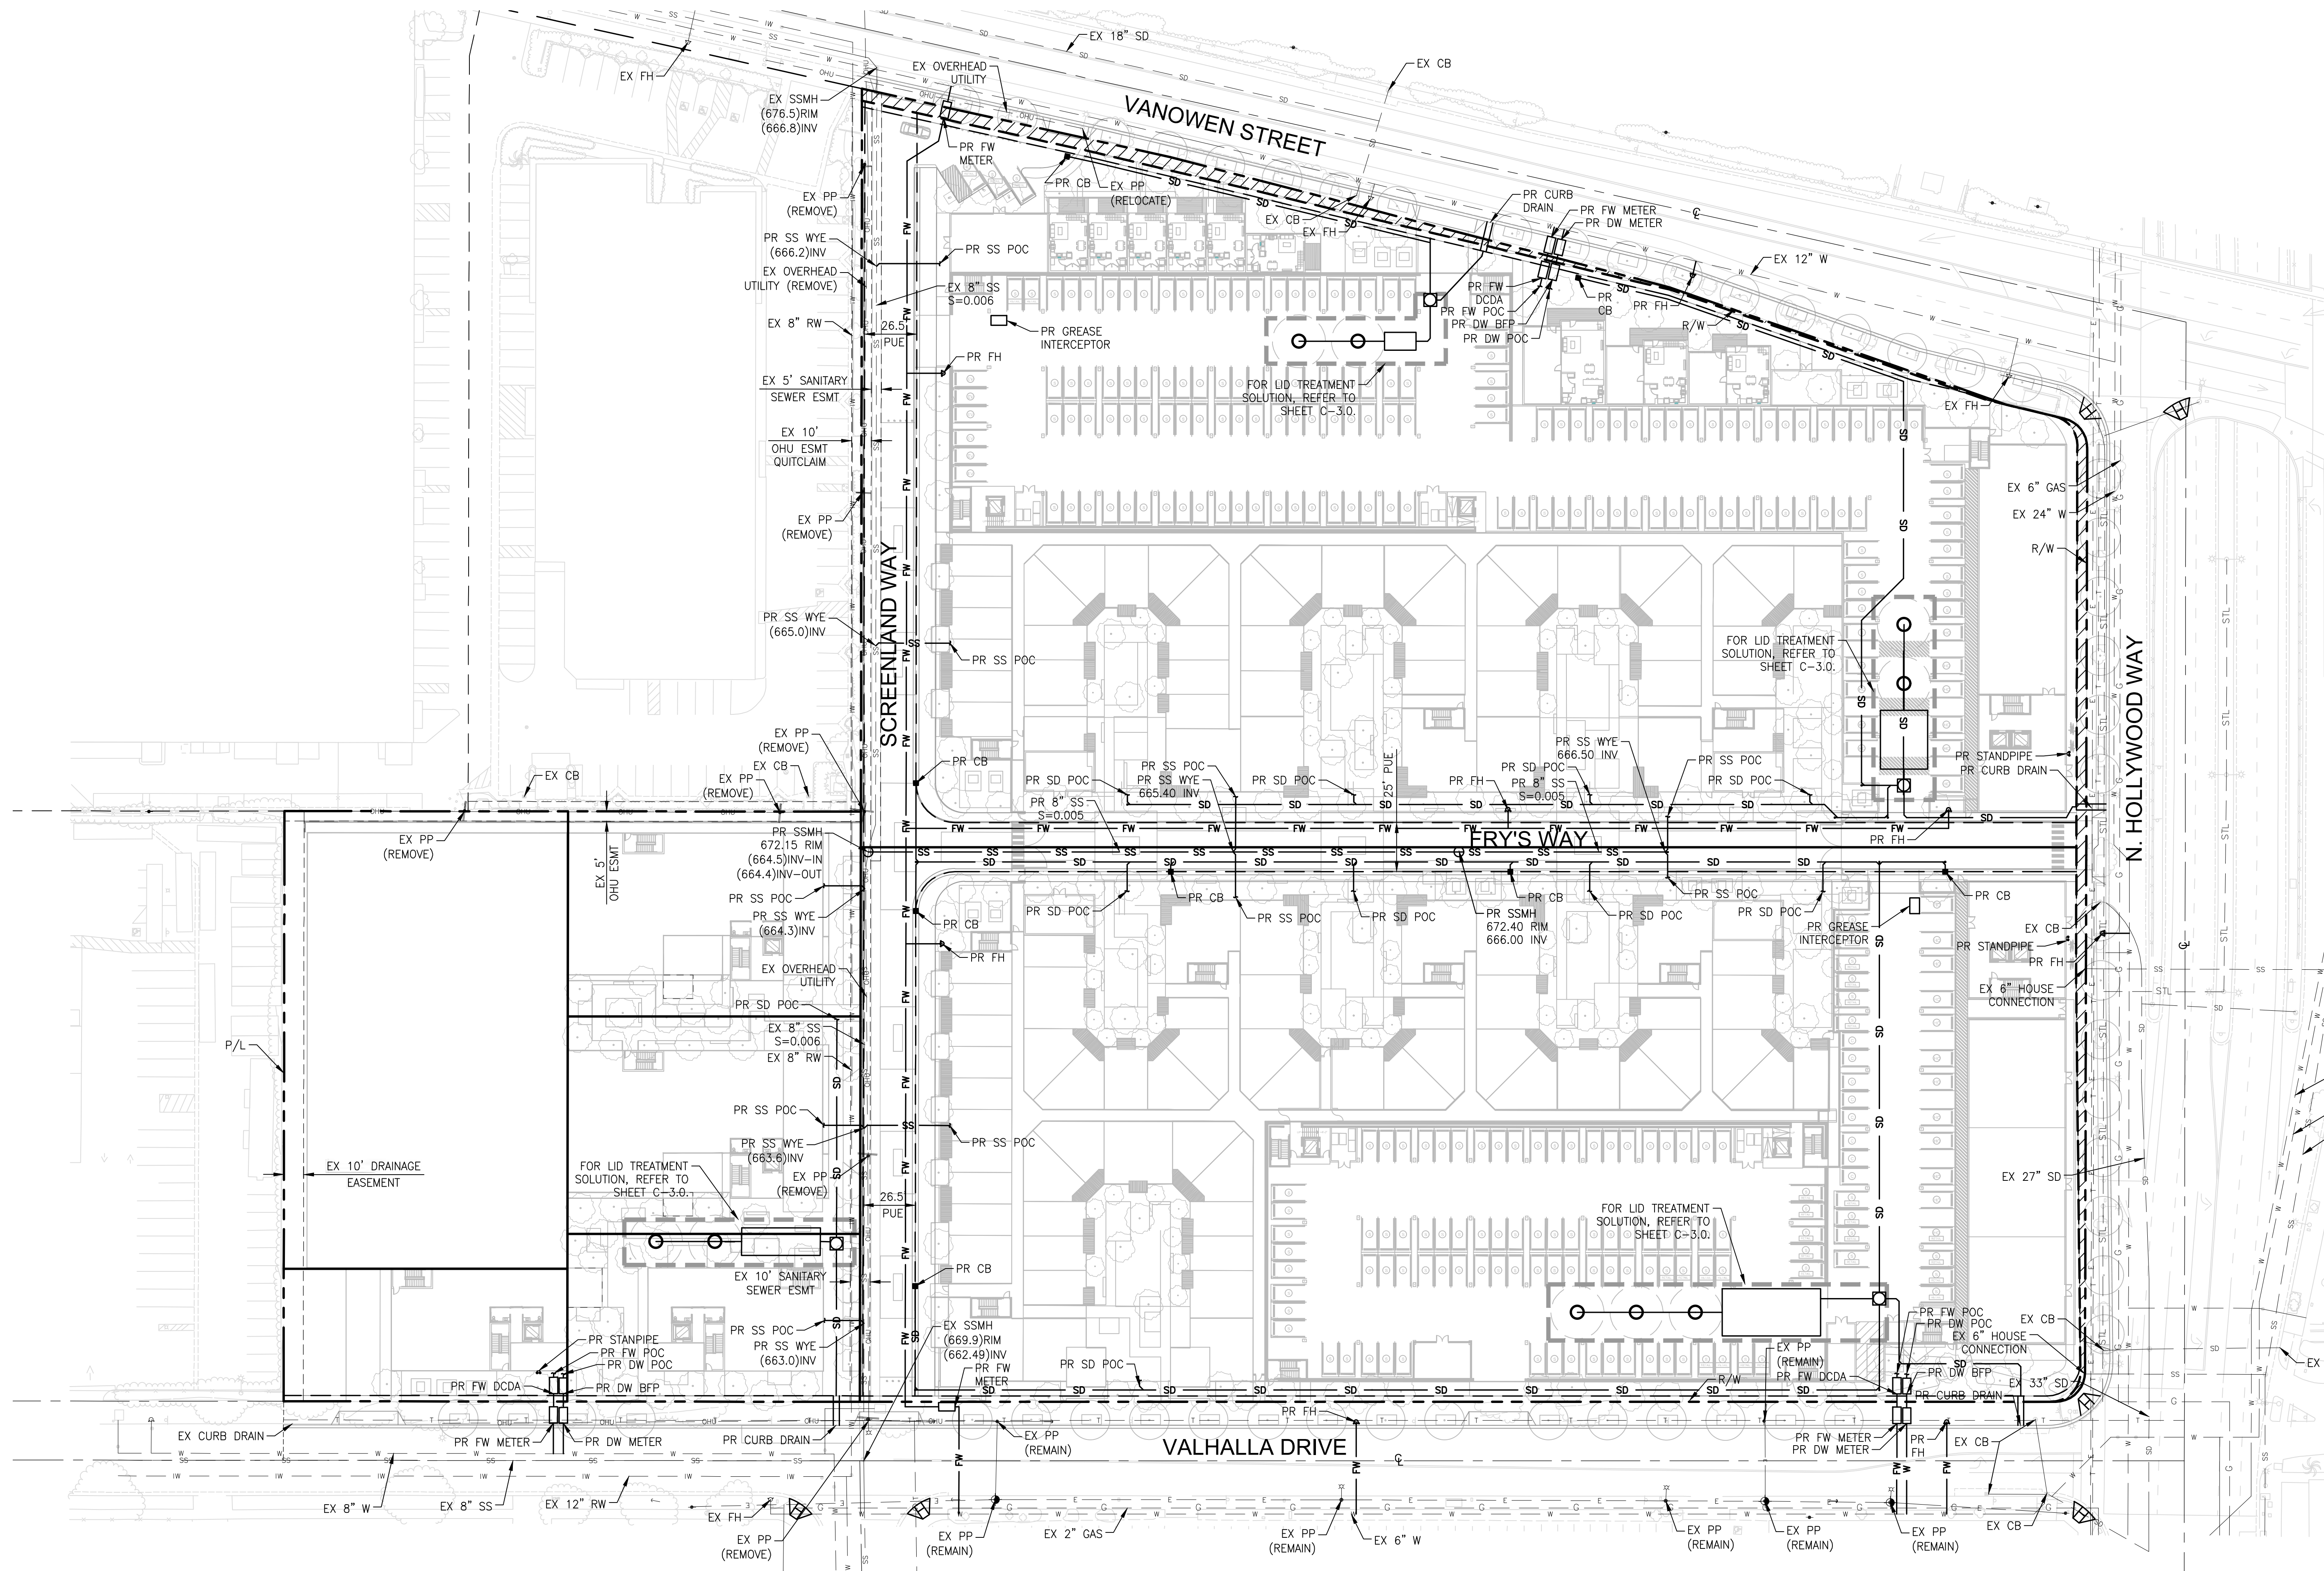 EX 18" SD
EX FH
EX OVERHEAD
UTILITY
EX CB
EX SSMH
(676.5)RIM
(666.8)INV
VANOWEN STREET
PR FW
METER
PR CB
EX PP
(RELOCATE)
EX PP
(REMOVE)
EX CB
EX FH
PR CURB
DRAIN
PR FW METER
PR DW METER
PR SS WYE
(666.2)INV
PR SS POC
EX OVERHEAD
UTILITY (REMOVE)
EX 8" SS
S=0.006
EX 12" W
PR FW
DCDA
PR FW POC
PR DW BFP
PR DW POC
PR
CB
PR FH
R/W
EX 8" RW
26.5
PUE
PR GREASE
INTERCEPTOR
PR FH
EX 5' SANITARY
SEWER ESMT
FOR LID TREATMENT
SOLUTION, REFER TO
SHEET C-3.0.
EX FH
EX 10'
OHU ESMT
QUITCLAIM
EX 6" GAS
EX 24" W
R/W
EX PP
(REMOVE)
SCREENLAND WAY
PR SS WYE
(665.0)INV
SS
PR SS POC
FOR LID TREATMENT
SOLUTION, REFER TO
SHEET C-3.0.
N. HOLLYWOOD WAY
EX PP
(REMOVE)
EX CB
EX PP
(REMOVE)
EX CB
PR CB
PR SD POC
PR 8" SS
S=0.005
PR SS POC
PR SS WYE
665.40 INV
PR SD POC
25' PUE
PR FH
PR SD POC
PR 8" SS
S=0.005
PR SS WYE
666.50 INV
PR SS POC
PR SD POC
PR STANDPIPE
PR CURB DRAIN
EX PP
(REMOVE)
EX 5'
OHU ESMT
PR SSMH
672.15 RIM
(664.5)INV-IN
(664.4)INV-OUT
FRY'S WAY
PR FH
PR SS POC
PR SS WYE
(664.3)INV
PR CB
PR SD POC
PR CB
PR SS POC
PR SD POC
PR SSMH
672.40 RIM
666.00 INV
PR CB
PR SD POC
PR SS POC
PR SD POC
PR CB
PR GREASE
INTERCEPTOR
EX CB
PR STANDPIPE
PR FH
EX 6" HOUSE
CONNECTION
PR FH
EX OVERHEAD
UTILITY
PR SD POC
EX 8" SS
S=0.006
EX 8" RW
P/L
PR SS POC
PR SS WYE
(663.6)INV
SS
PR SS POC
EX 10' DRAINAGE
EASEMENT
FOR LID TREATMENT
SOLUTION, REFER TO
SHEET C-3.0.
EX PP
(REMOVE)
26.5
PUE
EX 27" SD
FOR LID TREATMENT
SOLUTION, REFER TO
SHEET C-3.0.
EX 10' SANITARY
SEWER ESMT
PR CB
PR SS POC
PR SS WYE
(663.0)INV
EX SSMH
(669.9)RIM
(662.49)INV
PR FW
METER
PR STANPIPE
PR FW POC
PR DW POC
PR FW DCDA
PR DW BFP
PR SD POC
EX PP
(REMAIN)
PR FW DCDA
R/W
PR FW POC
PR DW POC
EX 6" HOUSE
CONNECTION
EX CB
PR DW BFP
EX 33" SD
PR CURB DRAIN
EX CURB DRAIN
PR FW METER
PR DW METER
PR CURB DRAIN
EX PP
(REMAIN)
VALHALLA DRIVE
PR FH
PR FW METER
PR DW METER
PR
FH
EX CB
EX 8" W
EX 8" SS
EX 12" RW
EX FH
EX PP
(REMOVE)
EX PP
(REMAIN)
EX 2" GAS
EX PP
(REMAIN)
EX 6" W
EX PP
(REMAIN)
EX PP
(REMAIN)
EX PP
(REMAIN)
EX CB
EX